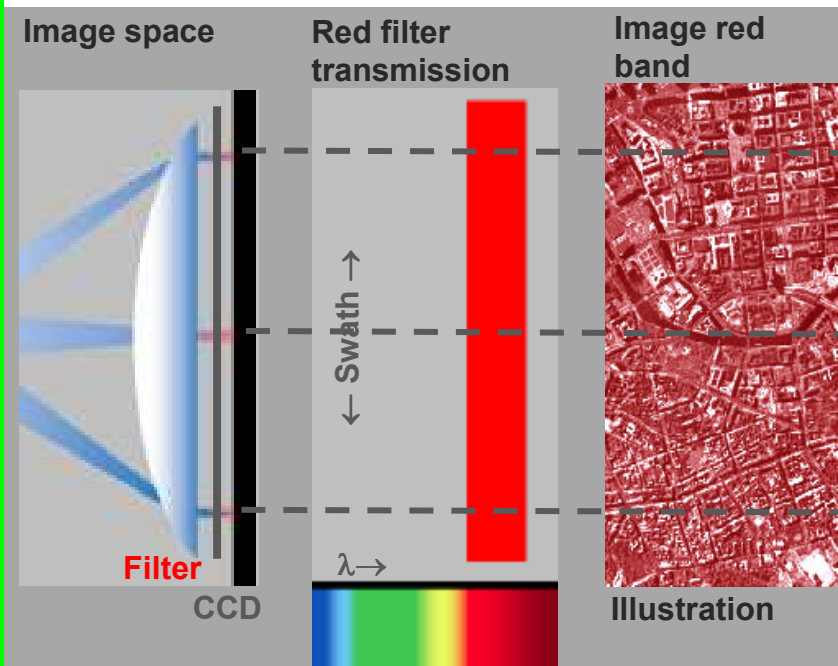 Image space
Red filter
transmission
Image red
band
← Swath →
Filter
λ→
CCD
Illustration